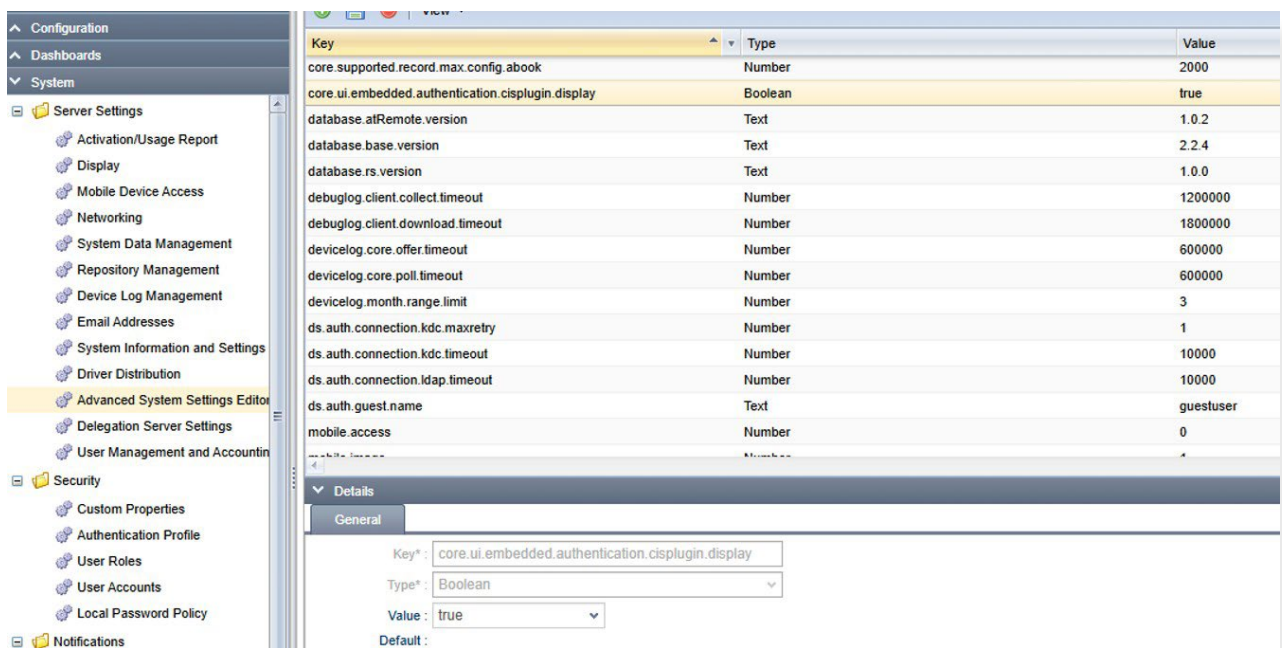 Configuration
Dashboards
System
Server Settings
Activation/Usage Report
Display
Mobile Device Access
Networking
System Data Management
Repository Management
Device Log Management
Email Addresses
System Information and Settings
Driver Distribution
Advanced System Settings Editor
Delegation Server Settings
User Management and Accountin
Security
Custom Properties
Authentication Profile
User Roles
User Accounts
Local Password Policy
Notifications
View
Key Type Value
core.supported.record.max.config.abook Number 2000
core.ui.embedded.authentication.cisplugin.display Boolean true
database.atRemote.version Text 1.0.2
database.base.version Text 2.2.4
database.rs.version Text 1.0.0
debuglog.client.collect.timeout Number 1200000
debuglog.client.download.timeout Number 1800000
devicelog.core.offer.timeout Number 600000
devicelog.core.poll.timeout Number 600000
devicelog.month.range.limit Number 3
ds.auth.connection.kdc.maxretry Number 1
ds.auth.connection.kdc.timeout Number 10000
ds.auth.connection.ldap.timeout Number 10000
ds.auth.guest.name Text guestuser
mobile.access Number 0
mobile.image Number
Details
General
Key* : core.ui.embedded.authentication.cisplugin.display
Type* : Boolean
Value : true
Default :